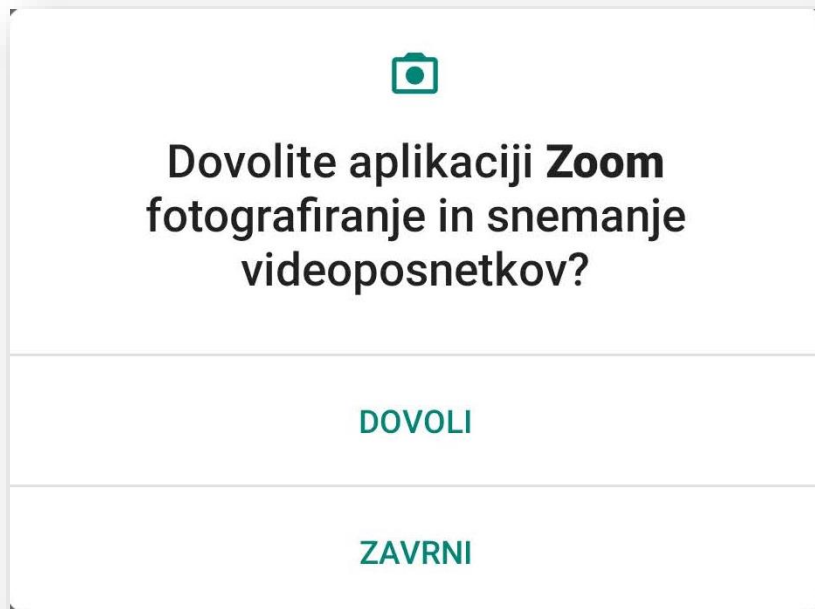 Dovolite aplikaciji Zoom
fotografiranje in snemanje
videoposnetkov?
DOVOLI
ZAVRNI